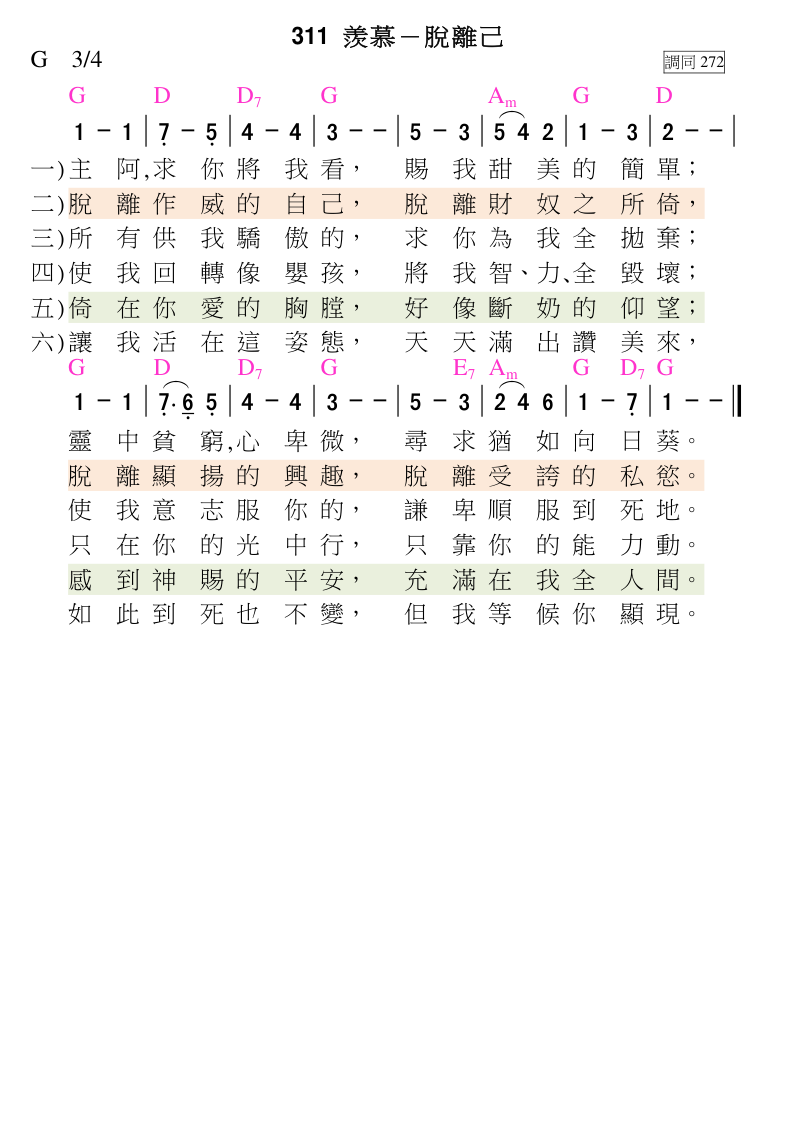 311 羨慕－脫離己
G 3/4 調同 272
G D D7 G Am G D
1 － 1 | 7̣ － 5̣ | 4 － 4 | 3 － － | 5 － 3 | 5 4 2 | 1 － 3 | 2 － － |
一)主 阿,求 你 將 我 看， 賜 我 甜 美 的 簡 單；
二)脫 離 作 威 的 自 己， 脫 離 財 奴 之 所 倚，
三)所 有 供 我 驕 傲 的， 求 你 為 我 全 拋 棄；
四)使 我 回 轉 像 嬰 孩， 將 我 智、力、全 毀 壞；
五)倚 在 你 愛 的 胸 膛， 好 像 斷 奶 的 仰 望；
六)讓 我 活 在 這 姿 態， 天 天 滿 出 讚 美 來，
G D D7 G E7 Am G D7 G
1 － 1 | 7̣· 6̣ 5̣ | 4 － 4 | 3 － － | 5 － 3 | 2 4 6 | 1 － 7̣ | 1 － － ‖
靈 中 貧 窮,心 卑 微， 尋 求 猶 如 向 日 葵。
脫 離 顯 揚 的 興 趣， 脫 離 受 誇 的 私 慾。
使 我 意 志 服 你 的， 謙 卑 順 服 到 死 地。
只 在 你 的 光 中 行， 只 靠 你 的 能 力 動。
感 到 神 賜 的 平 安， 充 滿 在 我 全 人 間。
如 此 到 死 也 不 變， 但 我 等 候 你 顯 現。